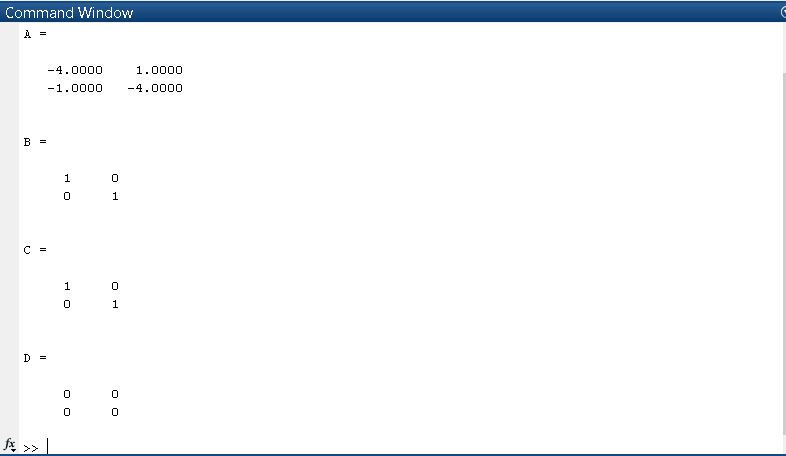 Command Window
A =
-4.0000 1.0000
-1.0000 -4.0000
B =
1 0
0 1
C =
1 0
0 1
D =
0 0
0 0
fx >>